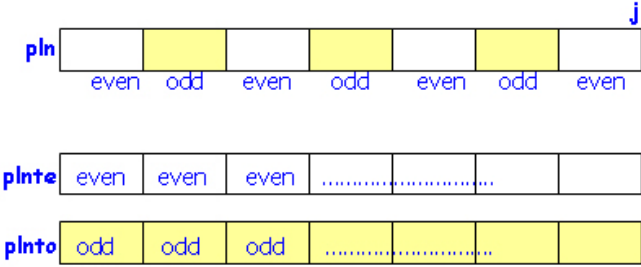 j
pln
even odd even odd even odd even
plnte even even even ............................
plnto odd odd odd ............................